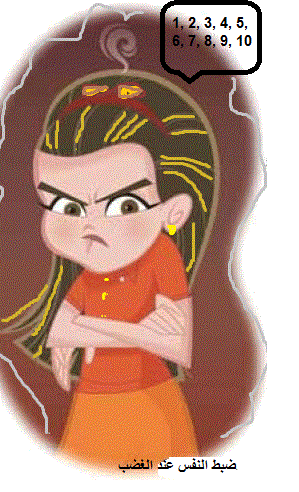 1, 2, 3, 4, 5,
6, 7, 8, 9, 10
ضبط النفس عند الغضب